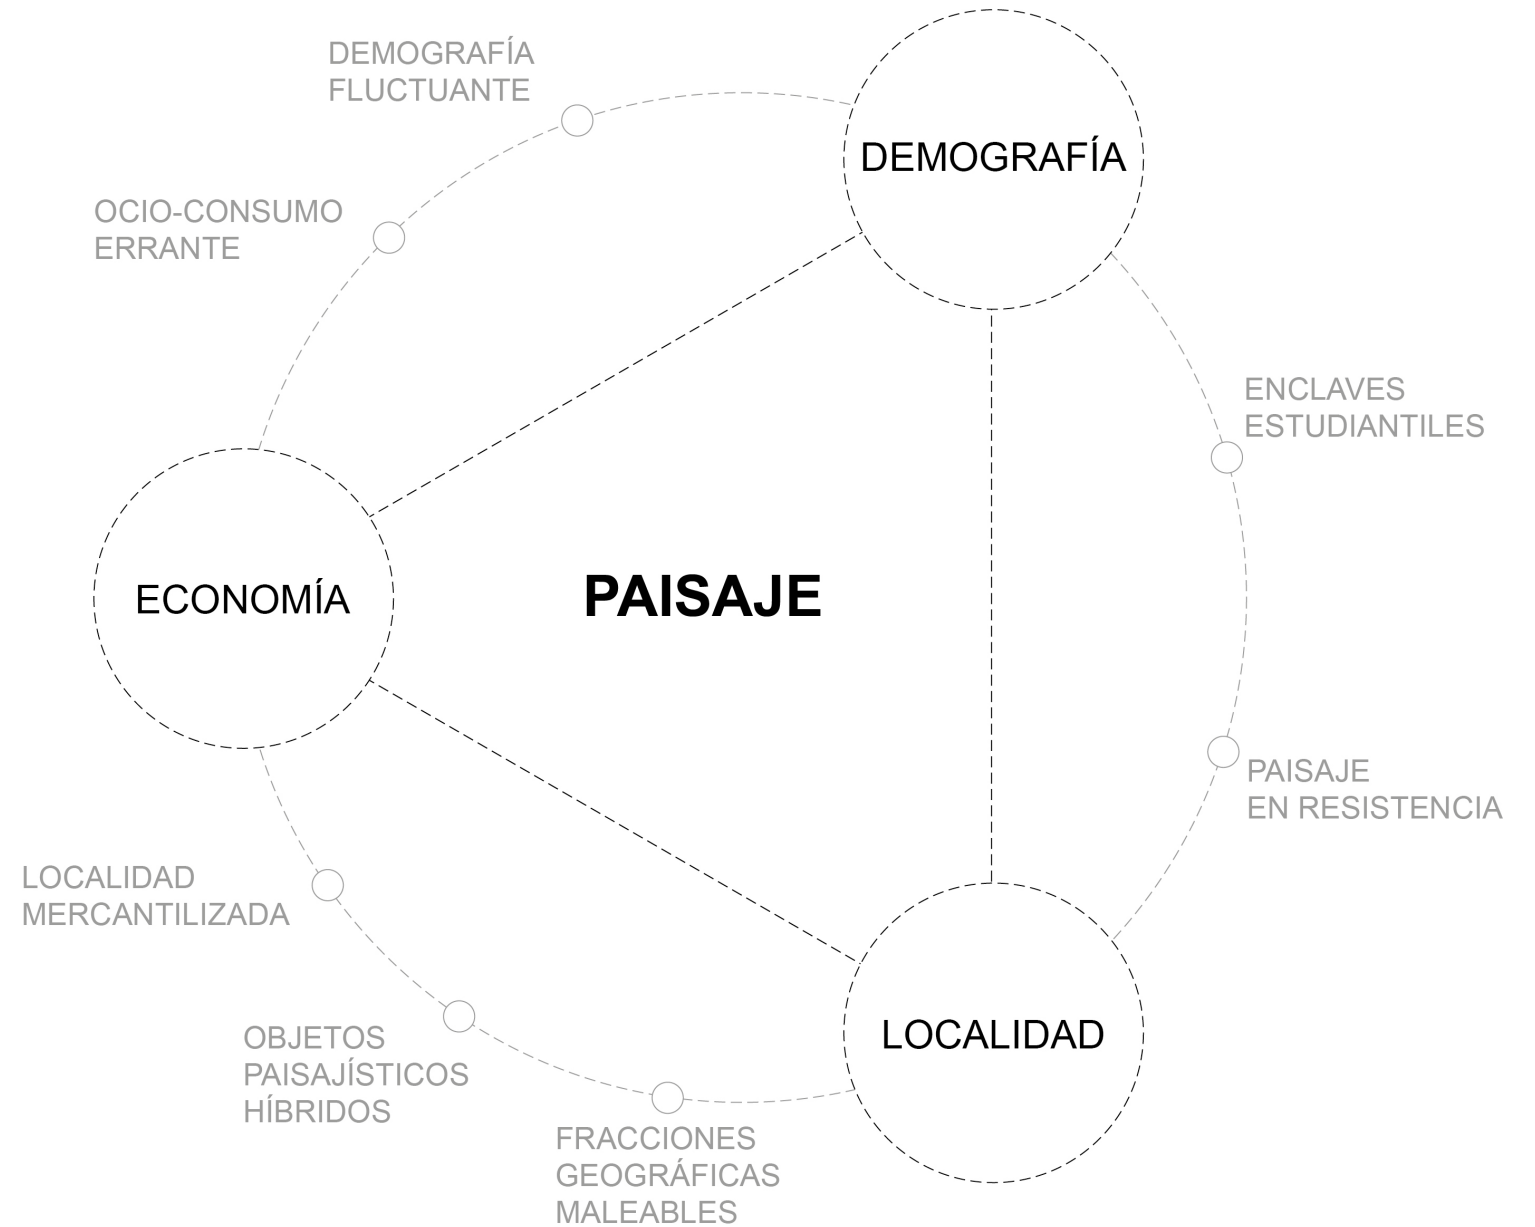 DEMOGRAFÍA
FLUCTUANTE
DEMOGRAFÍA
OCIO-CONSUMO
ERRANTE
ENCLAVES
ESTUDIANTILES
ECONOMÍA
PAISAJE
PAISAJE
EN RESISTENCIA
LOCALIDAD
MERCANTILIZADA
LOCALIDAD
OBJETOS
PAISAJÍSTICOS
HÍBRIDOS
FRACCIONES
GEOGRÁFICAS
MALEABLES